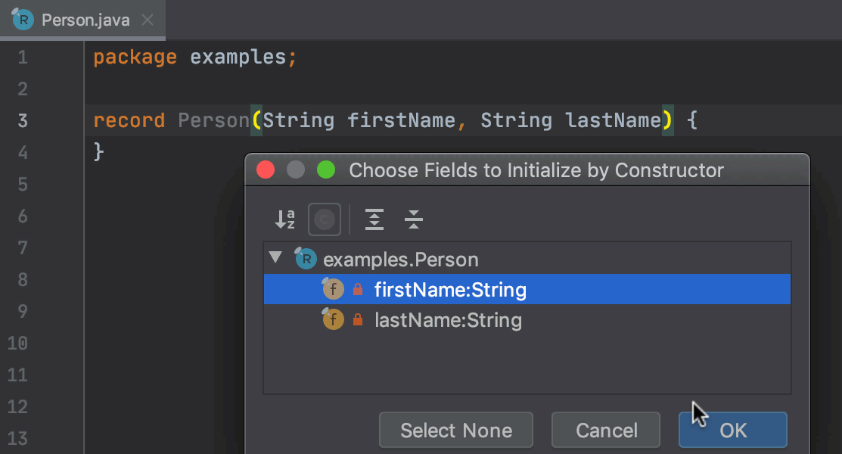 R Person.java
1 package examples;
2
3 record Person(String firstName, String lastName) {
4 }
5
6
7
8
9
10
11
12
13
Choose Fields to Initialize by Constructor
a z C
R examples.Person
f firstName:String
f lastName:String
Select None Cancel OK